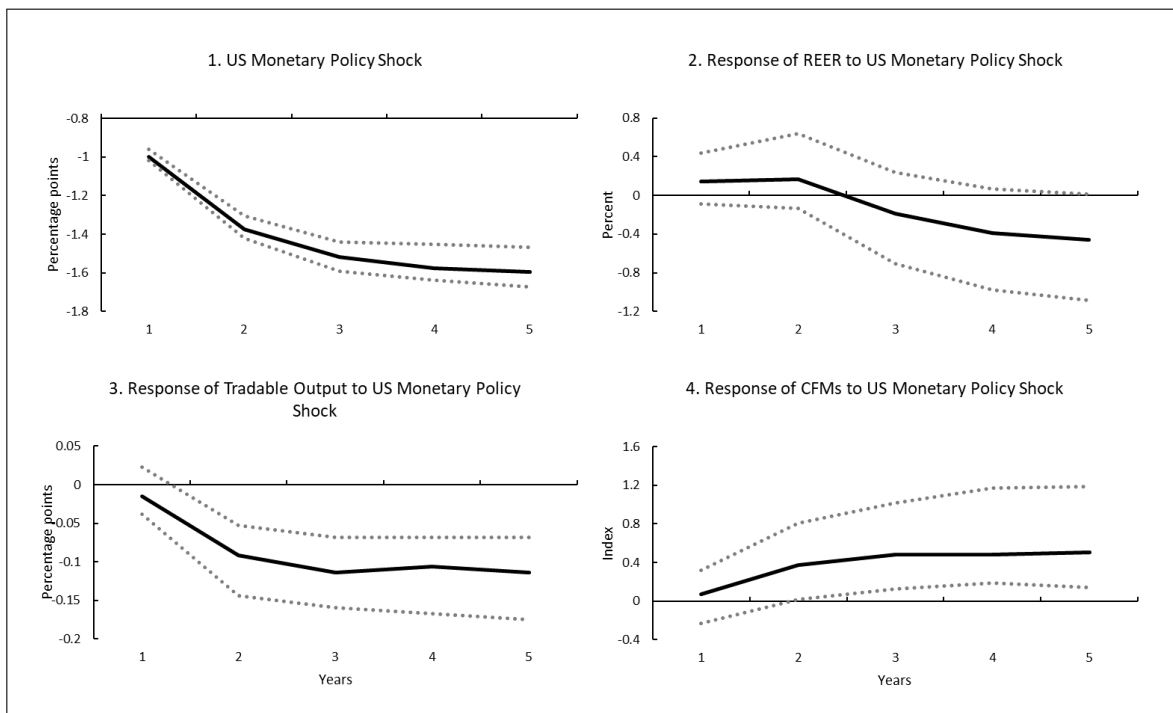 1. US Monetary Policy Shock
Percentage points
-0.8
-1
-1.2
-1.4
-1.6
-1.8
1 2 3 4 5
2. Response of REER to US Monetary Policy Shock
Percent
0.8
0.4
0
-0.4
-0.8
-1.2
1 2 3 4 5
3. Response of Tradable Output to US Monetary Policy
Shock
Percentage points
0.05
0
-0.05
-0.1
-0.15
-0.2
1 2 3 4 5
Years
4. Response of CFMs to US Monetary Policy Shock
Index
1.6
1.2
0.8
0.4
0
-0.4
1 2 3 4 5
Years